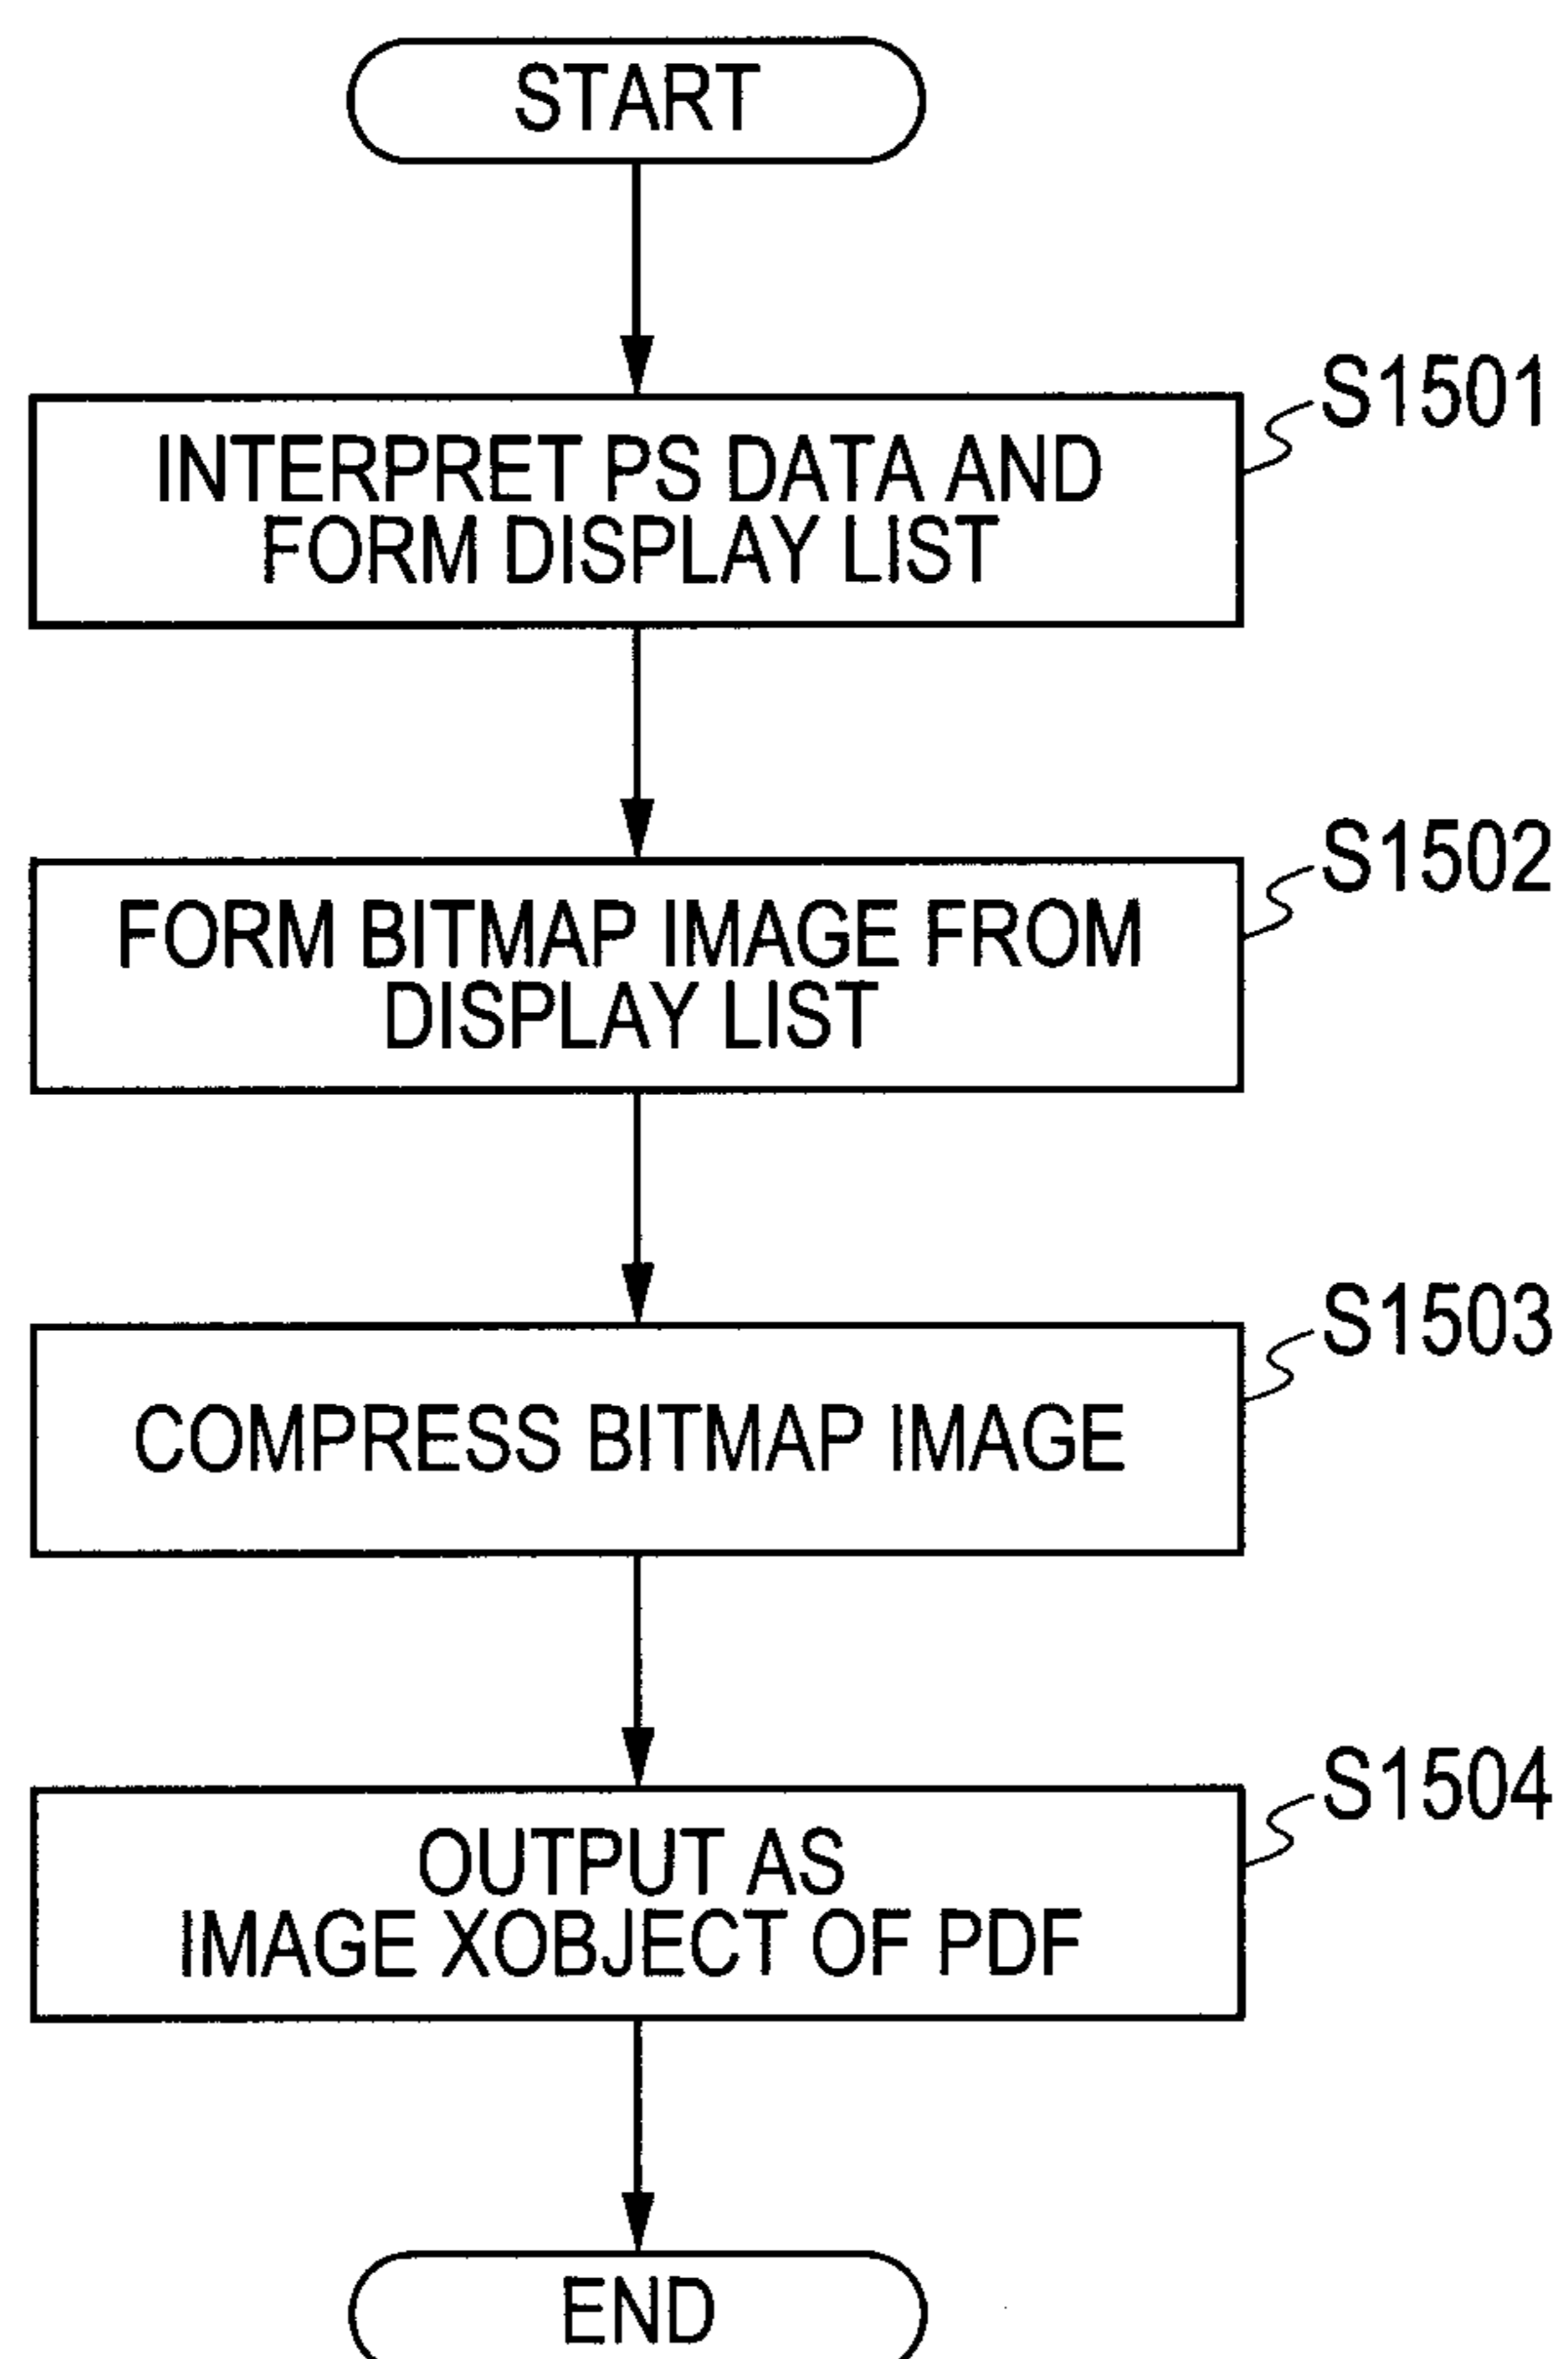 START
S1501
INTERPRET PS DATA AND
FORM DISPLAY LIST
S1502
FORM BITMAP IMAGE FROM
DISPLAY LIST
S1503
COMPRESS BITMAP IMAGE
S1504
OUTPUT AS
IMAGE XOBJECT OF PDF
END